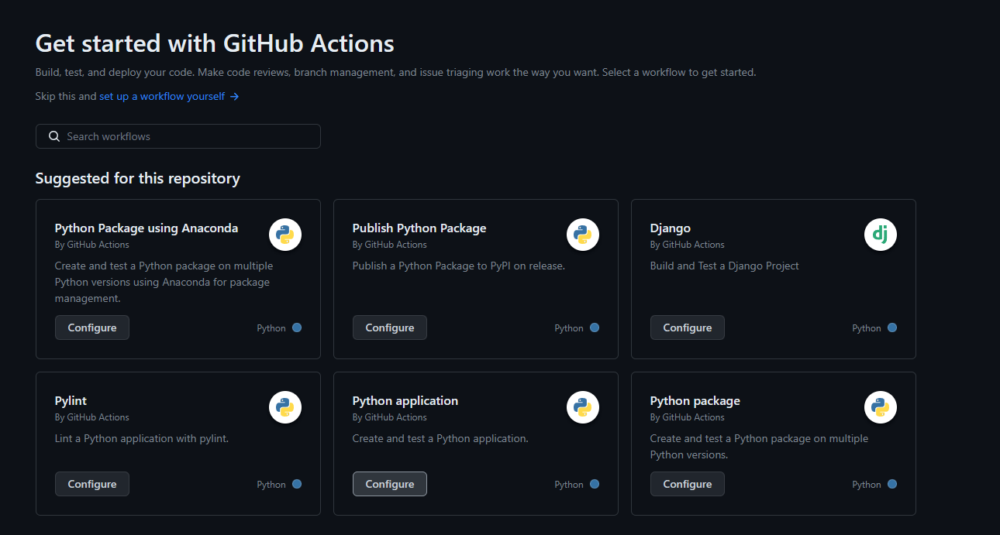 Get started with GitHub Actions
Build, test, and deploy your code. Make code reviews, branch management, and issue triaging work the way you want. Select a workflow to get started.
Skip this and set up a workflow yourself →
Search workflows
Suggested for this repository
Python Package using Anaconda
By GitHub Actions
Create and test a Python package on multiple
Python versions using Anaconda for package
management.
Configure
Python
Publish Python Package
By GitHub Actions
Publish a Python Package to PyPI on release.
Configure
Python
Django
By GitHub Actions
dj
Build and Test a Django Project
Configure
Python
Pylint
By GitHub Actions
Lint a Python application with pylint.
Configure
Python
Python application
By GitHub Actions
Create and test a Python application.
Configure
Python
Python package
By GitHub Actions
Create and test a Python package on multiple
Python versions.
Configure
Python